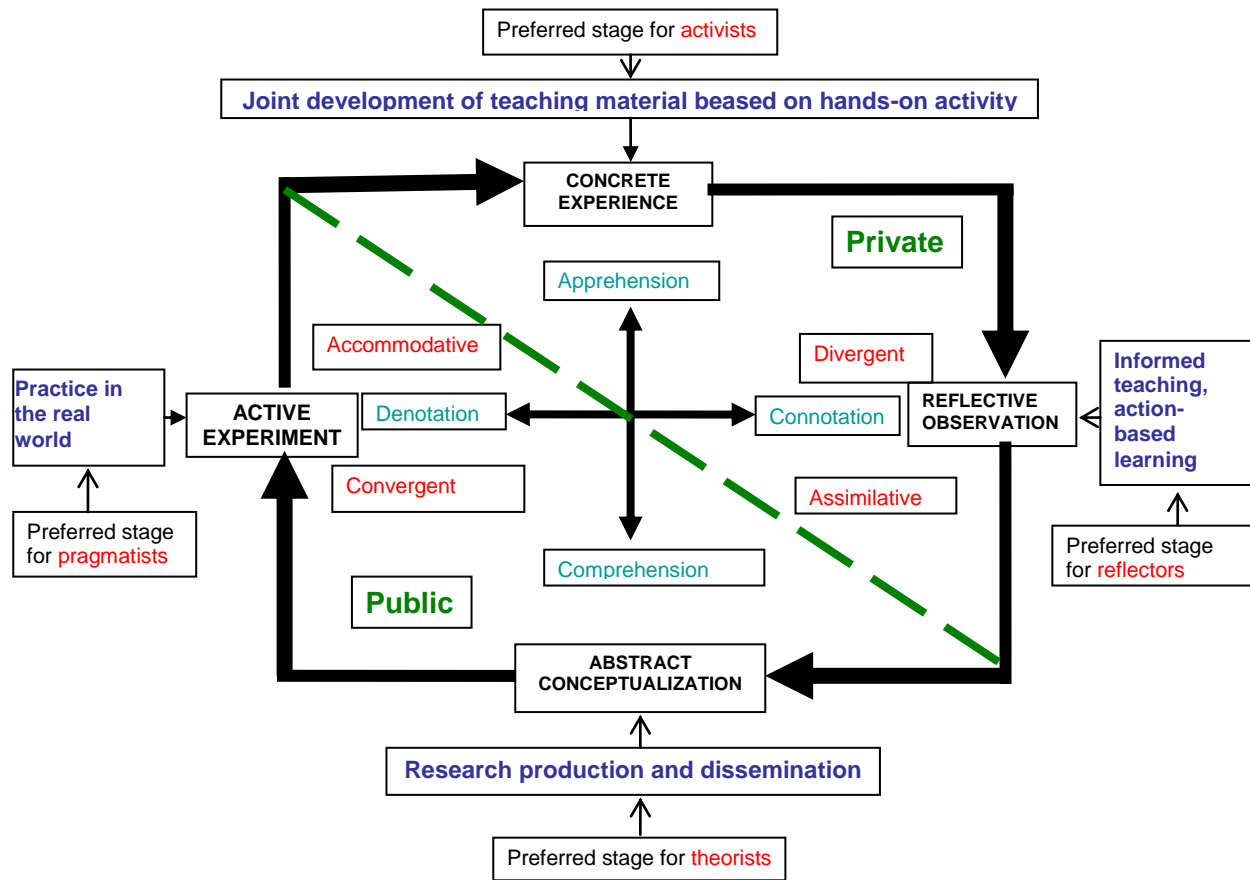 Preferred stage for activists
Joint development of teaching material beased on hands-on activity
CONCRETE
EXPERIENCE
Private
Apprehension
Accommodative
Divergent
Practice in
the real
world
ACTIVE
EXPERIMENT
Denotation
Connotation
REFLECTIVE
OBSERVATION
Informed
teaching,
action-
based
learning
Convergent
Assimilative
Preferred stage
for pragmatists
Preferred stage
for reflectors
Comprehension
Public
ABSTRACT
CONCEPTUALIZATION
Research production and dissemination
Preferred stage for theorists